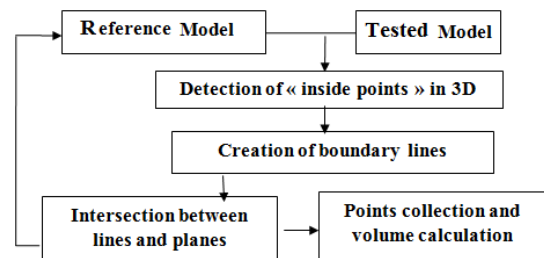 Reference Model
Tested Model
Detection of « inside points » in 3D
Creation of boundary lines
Intersection between
lines and planes
Points collection and
volume calculation